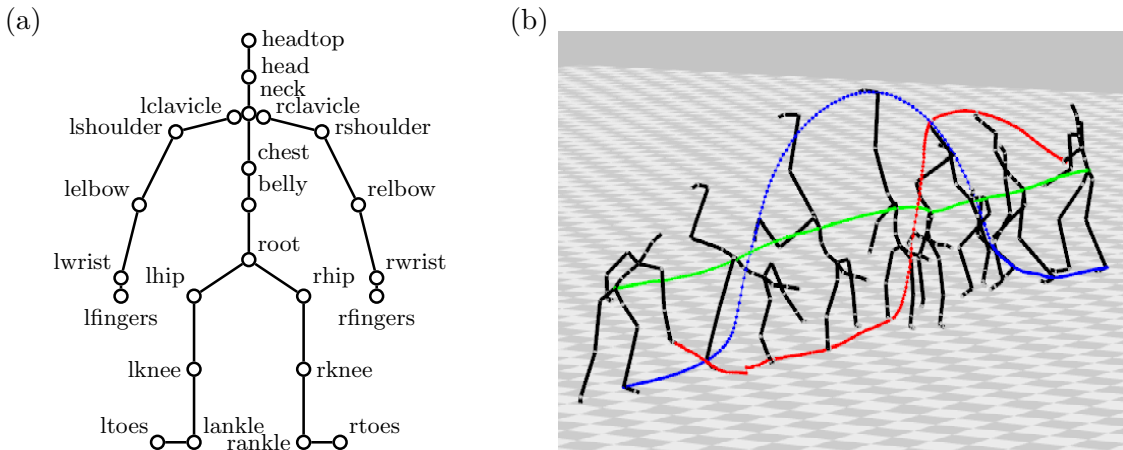 (a)
(b)
headtop
head
neck
lclavicle
rclavicle
lshoulder
rshoulder
chest
lelbow
belly
relbow
root
lwrist
lhip
rhip
rwrist
lfingers
rfingers
lknee
rknee
ltoes
lankle
rankle
rtoes